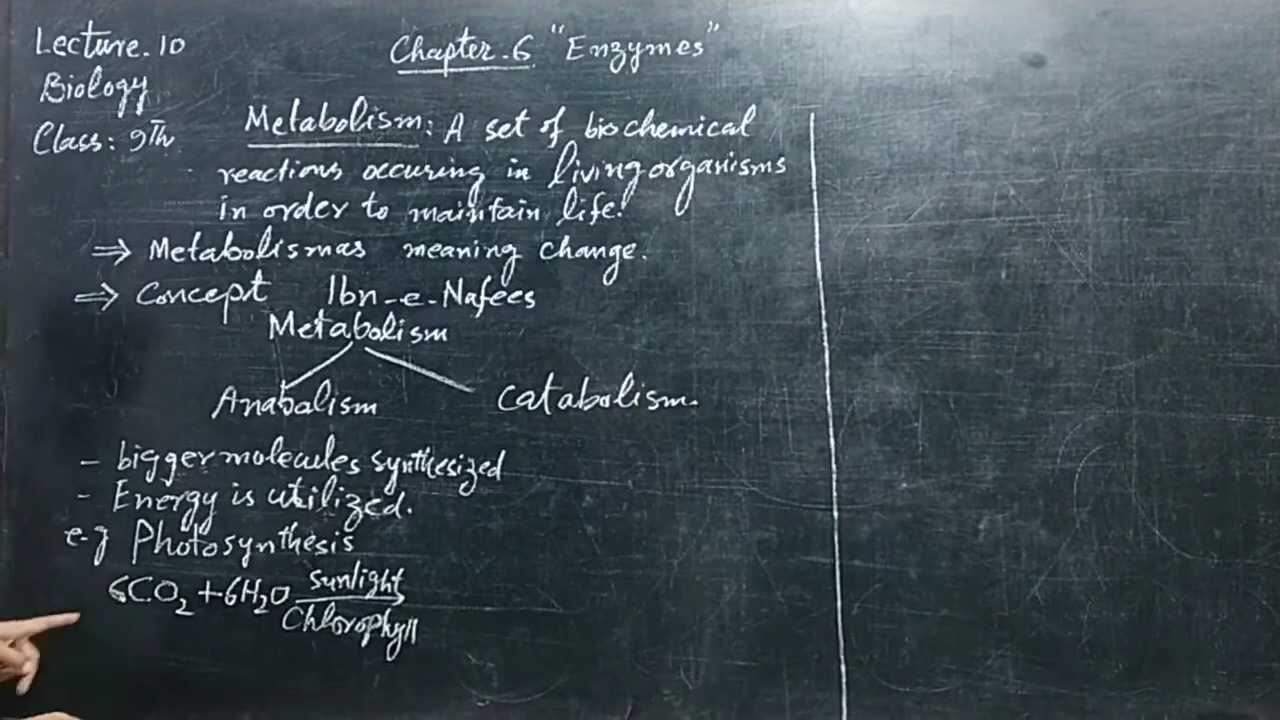 Lecture.10
Biology
Class: 9Th
Chapter.6 "Enzymes"
Metabolism: A set of biochemical
reactions occuring in living organisms
in order to maintain life.
⇒ Metabolismas meaning change.
⇒ Concept Ibn-e-Nafees
Metabolism
Anabalism Catabolism.
- bigger molecules synthesized
- Energy is utilized.
e-g Photosynthesis
6CO₂ + 6H₂O sunlight
Chlorophyll